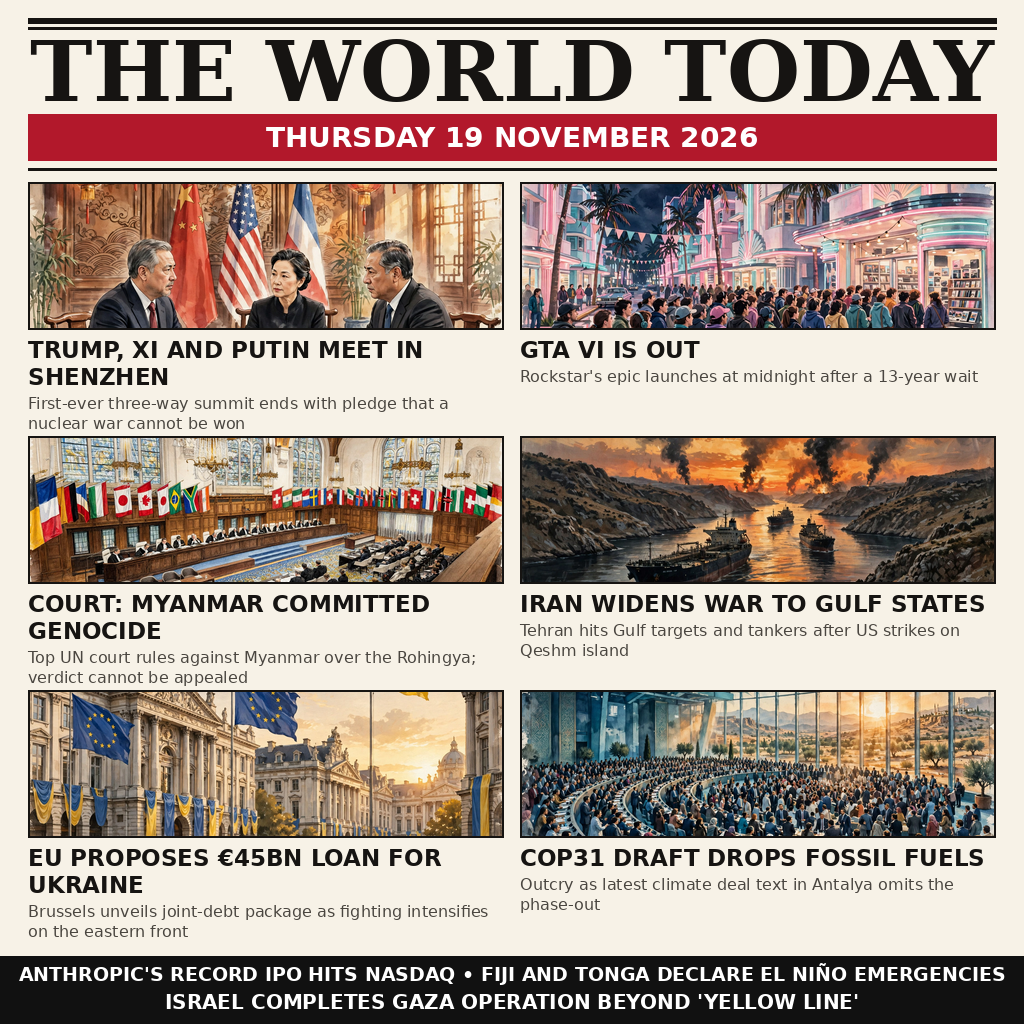 THE WORLD TODAY
THURSDAY 19 NOVEMBER 2026
TRUMP, XI AND PUTIN MEET IN
SHENZHEN
First-ever three-way summit ends with pledge that a
nuclear war cannot be won
GTA VI IS OUT
Rockstar's epic launches at midnight after a 13-year wait
COURT: MYANMAR COMMITTED
GENOCIDE
Top UN court rules against Myanmar over the Rohingya;
verdict cannot be appealed
IRAN WIDENS WAR TO GULF STATES
Tehran hits Gulf targets and tankers after US strikes on
Qeshm island
EU PROPOSES €45BN LOAN FOR
UKRAINE
Brussels unveils joint-debt package as fighting intensifies
on the eastern front
COP31 DRAFT DROPS FOSSIL FUELS
Outcry as latest climate deal text in Antalya omits the
phase-out
ANTHROPIC'S RECORD IPO HITS NASDAQ • FIJI AND TONGA DECLARE EL NIÑO EMERGENCIES
ISRAEL COMPLETES GAZA OPERATION BEYOND 'YELLOW LINE'